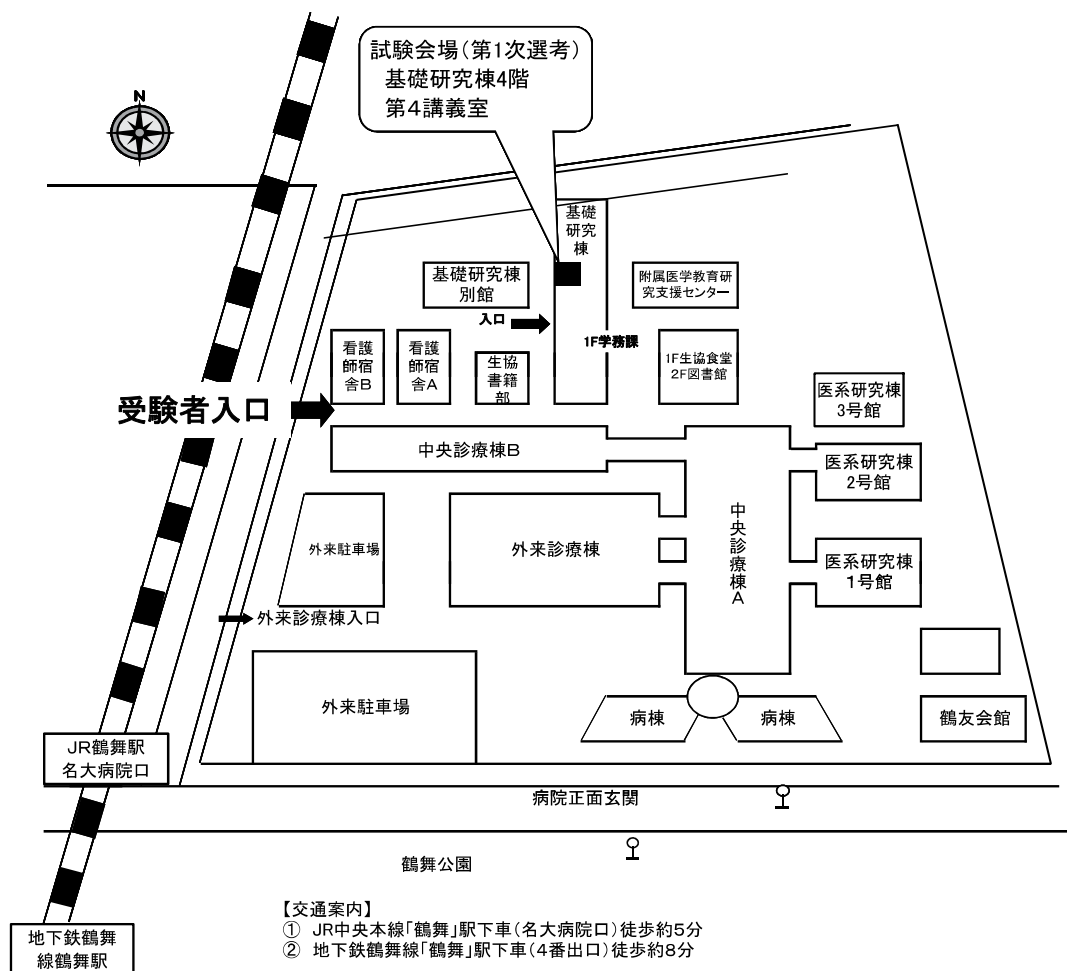 試験会場(第1次選考)
基礎研究棟4階
第4講義室
N
基礎
研究
棟
基礎研究棟
別館
附属医学教育研
究支援センター
入口
1F学務課
看護
師宿
舎B
看護
師宿
舎A
生協
書籍
部
1F生協食堂
2F図書館
受験者入口
医系研究棟
3号館
中央診療棟B
医系研究棟
2号館
中央診療棟A
外来駐車場
外来診療棟
医系研究棟
1号館
外来診療棟入口
外来駐車場
病棟
病棟
鶴友会館
JR鶴舞駅
名大病院口
病院正面玄関
鶴舞公園
【交通案内】
① JR中央本線「鶴舞」駅下車(名大病院口)徒歩約5分
② 地下鉄鶴舞線「鶴舞」駅下車(4番出口)徒歩約8分
地下鉄鶴舞
線鶴舞駅